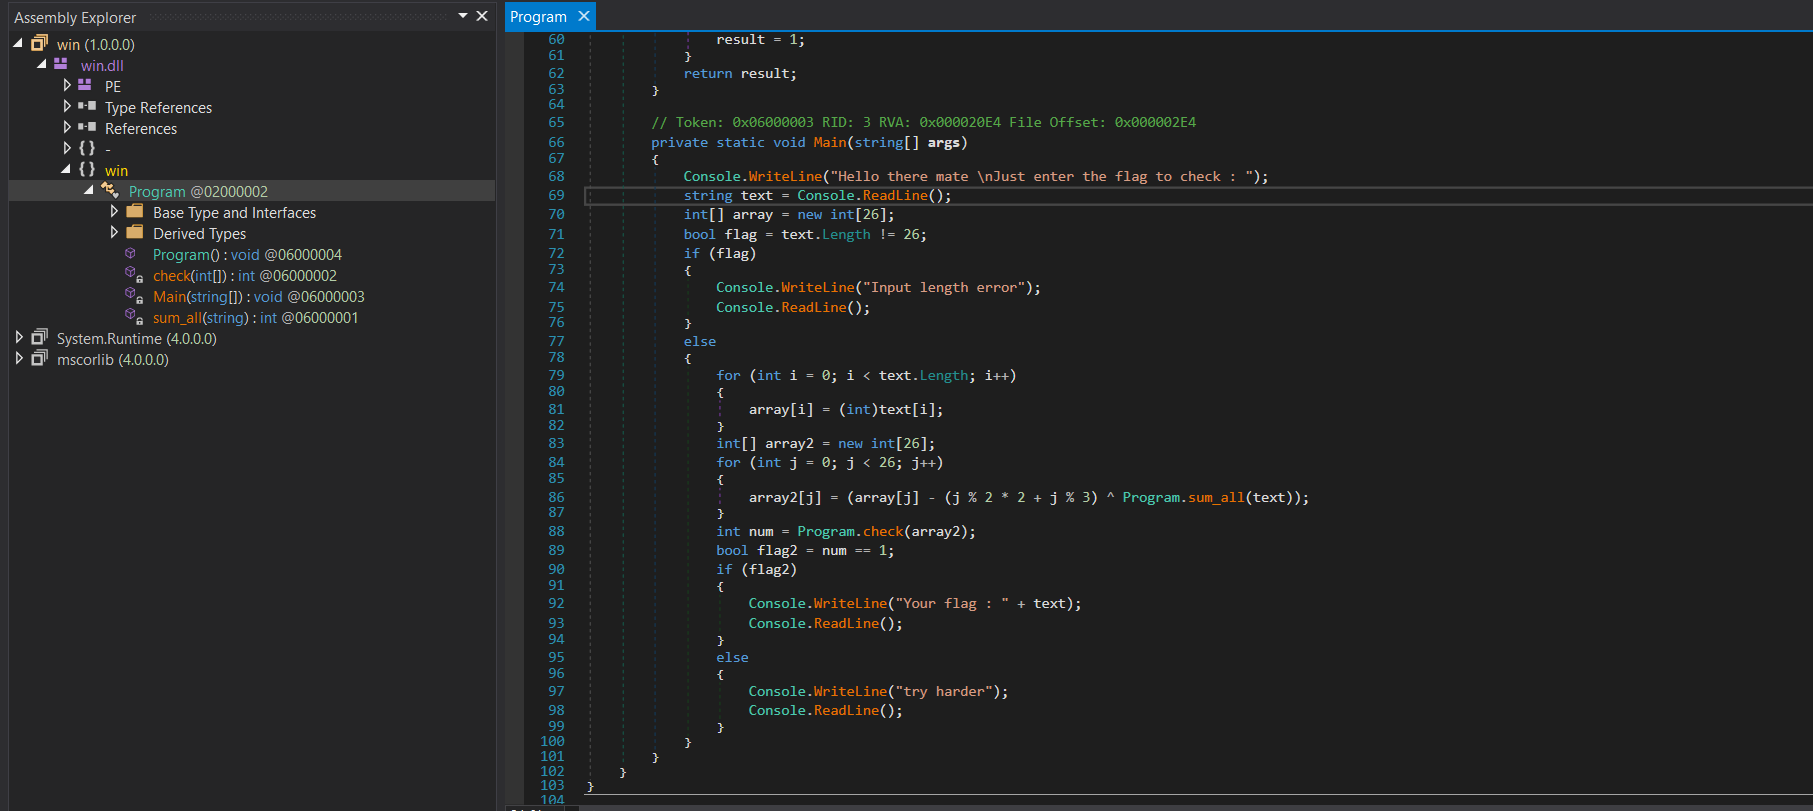 Assembly Explorer
win (1.0.0.0)
win.dll
PE
Type References
References
{ } -
{ } win
Program @02000002
Base Type and Interfaces
Derived Types
Program() : void @06000004
check(int[]) : int @06000002
Main(string[]) : void @06000003
sum_all(string) : int @06000001
System.Runtime (4.0.0.0)
mscorlib (4.0.0.0)
Program
60 result = 1;
61 }
62 return result;
63 }
64
65 // Token: 0x06000003 RID: 3 RVA: 0x000020E4 File Offset: 0x000002E4
66 private static void Main(string[] args)
67 {
68 Console.WriteLine("Hello there mate \nJust enter the flag to check : ");
69 string text = Console.ReadLine();
70 int[] array = new int[26];
71 bool flag = text.Length != 26;
72 if (flag)
73 {
74 Console.WriteLine("Input length error");
75 Console.ReadLine();
76 }
77 else
78 {
79 for (int i = 0; i < text.Length; i++)
80 {
81 array[i] = (int)text[i];
82 }
83 int[] array2 = new int[26];
84 for (int j = 0; j < 26; j++)
85 {
86 array2[j] = (array[j] - (j % 2 * 2 + j % 3) ^ Program.sum_all(text));
87 }
88 int num = Program.check(array2);
89 bool flag2 = num == 1;
90 if (flag2)
91 {
92 Console.WriteLine("Your flag : " + text);
93 Console.ReadLine();
94 }
95 else
96 {
97 Console.WriteLine("try harder");
98 Console.ReadLine();
99 }
100 }
101 }
102 }
103 }
104